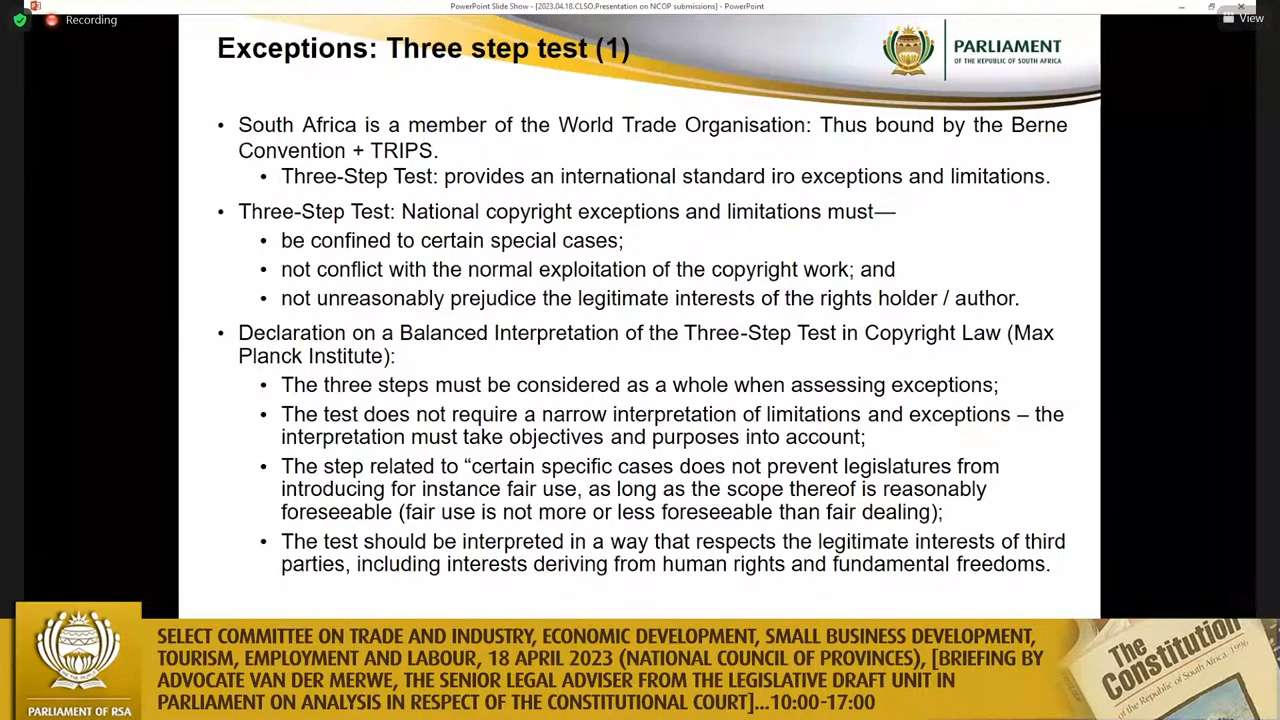 PowerPoint Slide Show - [2023.04.18.CLSO.Presentation on NCOP submissions] - PowerPoint
Recording
View
Exceptions: Three step test (1)
PARLIAMENT
OF THE REPUBLIC OF SOUTH AFRICA
• South Africa is a member of the World Trade Organisation: Thus bound by the Berne
Convention + TRIPS.
• Three-Step Test: provides an international standard iro exceptions and limitations.
• Three-Step Test: National copyright exceptions and limitations must—
• be confined to certain special cases;
• not conflict with the normal exploitation of the copyright work; and
• not unreasonably prejudice the legitimate interests of the rights holder / author.
• Declaration on a Balanced Interpretation of the Three-Step Test in Copyright Law (Max
Planck Institute):
• The three steps must be considered as a whole when assessing exceptions;
• The test does not require a narrow interpretation of limitations and exceptions – the
interpretation must take objectives and purposes into account;
• The step related to “certain specific cases does not prevent legislatures from
introducing for instance fair use, as long as the scope thereof is reasonably
foreseeable (fair use is not more or less foreseeable than fair dealing);
• The test should be interpreted in a way that respects the legitimate interests of third
parties, including interests deriving from human rights and fundamental freedoms.
SELECT COMMITTEE ON TRADE AND INDUSTRY, ECONOMIC DEVELOPMENT, SMALL BUSINESS DEVELOPMENT,
TOURISM, EMPLOYMENT AND LABOUR, 18 APRIL 2023 (NATIONAL COUNCIL OF PROVINCES), [BRIEFING BY
ADVOCATE VAN DER MERWE, THE SENIOR LEGAL ADVISER FROM THE LEGISLATIVE DRAFT UNIT IN
PARLIAMENT ON ANALYSIS IN RESPECT OF THE CONSTITUTIONAL COURT]...10:00-17:00
PARLIAMENT OF RSA
The
Constitution
of the Republic of South Africa, 1996